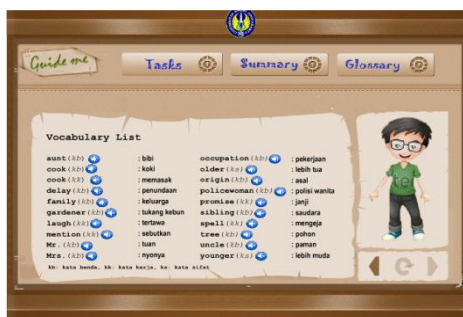 Guide me
Tasks
Summary
Glossary
Vocabulary List
aunt(kb) : bibi
cook(kb) : koki
cook(kk) : memasak
delay(kb) : penundaan
family(kb) : keluarga
gardener(kb) : tukang kebun
laugh(kk) : tertawa
mention(kk) : sebutkan
Mr.(kb) : tuan
Mrs.(kb) : nyonya
occupation(kb) : pekerjaan
older(ks) : lebih tua
origin(kb) : asal
policewoman(kb) : polisi wanita
promise(kk) : janji
sibling(kb) : saudara
spell(kk) : mengeja
tree(kb) : pohon
uncle(kb) : paman
younger(ks) : lebih muda
kb: kata benda, kk: kata kerja, ks: kata sifat